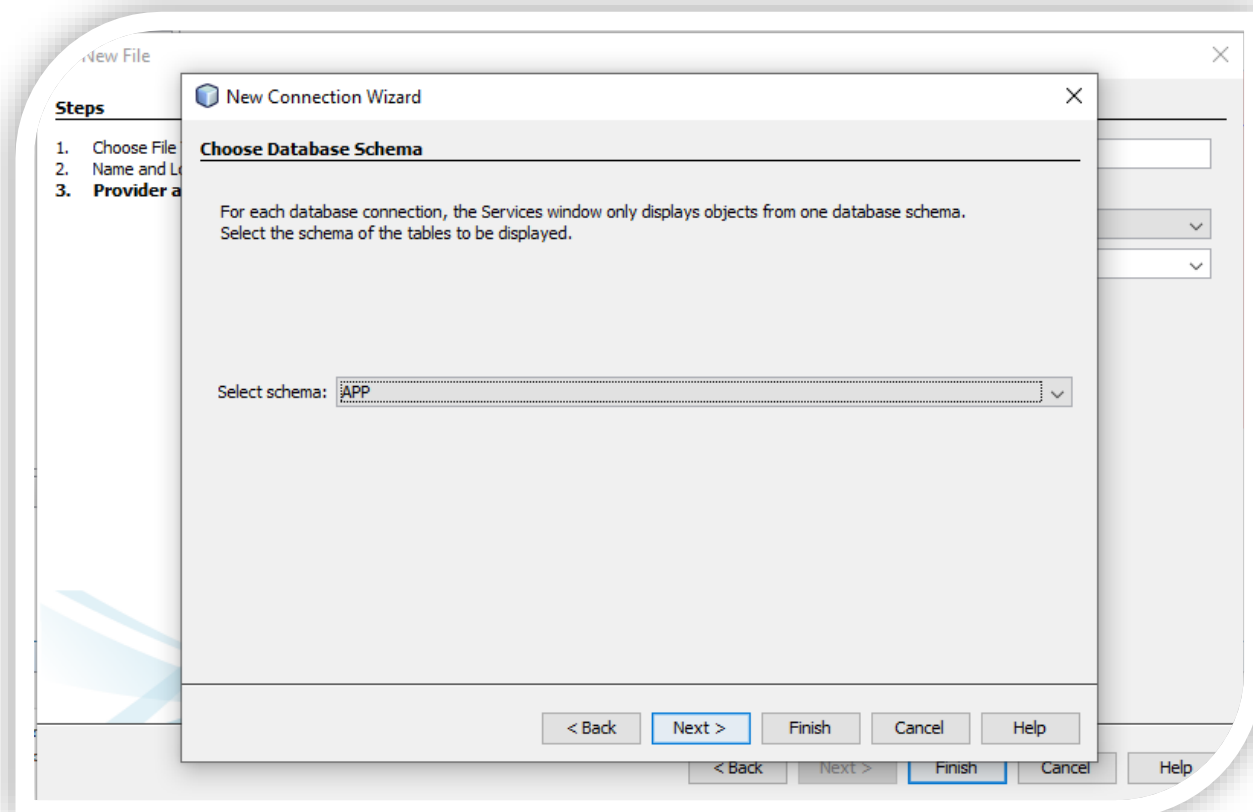 New File
Steps
1. Choose File
2. Name and Lo
3. Provider a
New Connection Wizard
Choose Database Schema
For each database connection, the Services window only displays objects from one database schema.
Select the schema of the tables to be displayed.
Select schema: APP
< Back Next > Finish Cancel Help
< Back Next > Finish Cancel Help